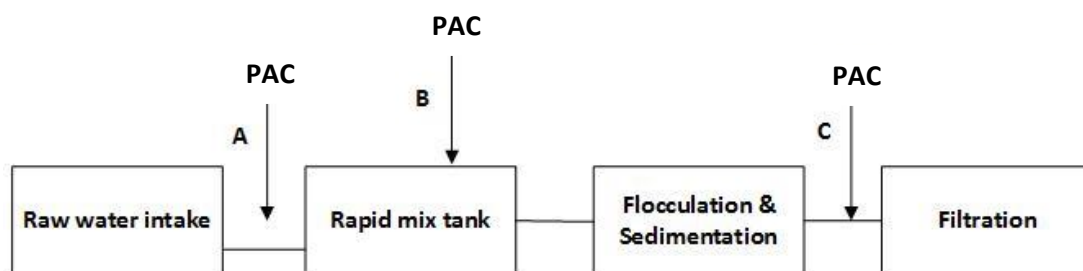 PAC
PAC
PAC
A
B
C
Raw water intake
Rapid mix tank
Flocculation &
Sedimentation
Filtration